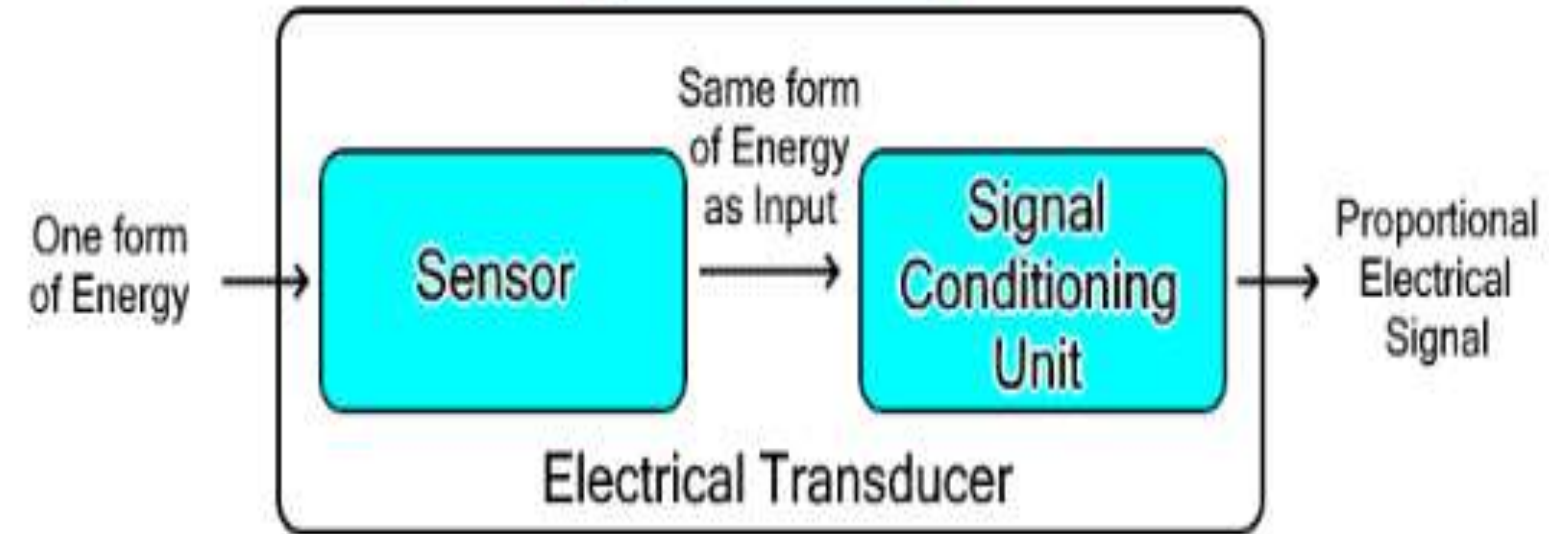 One form
of Energy
Sensor
Same form
of Energy
as Input
Signal
Conditioning
Unit
Proportional
Electrical
Signal
Electrical Transducer